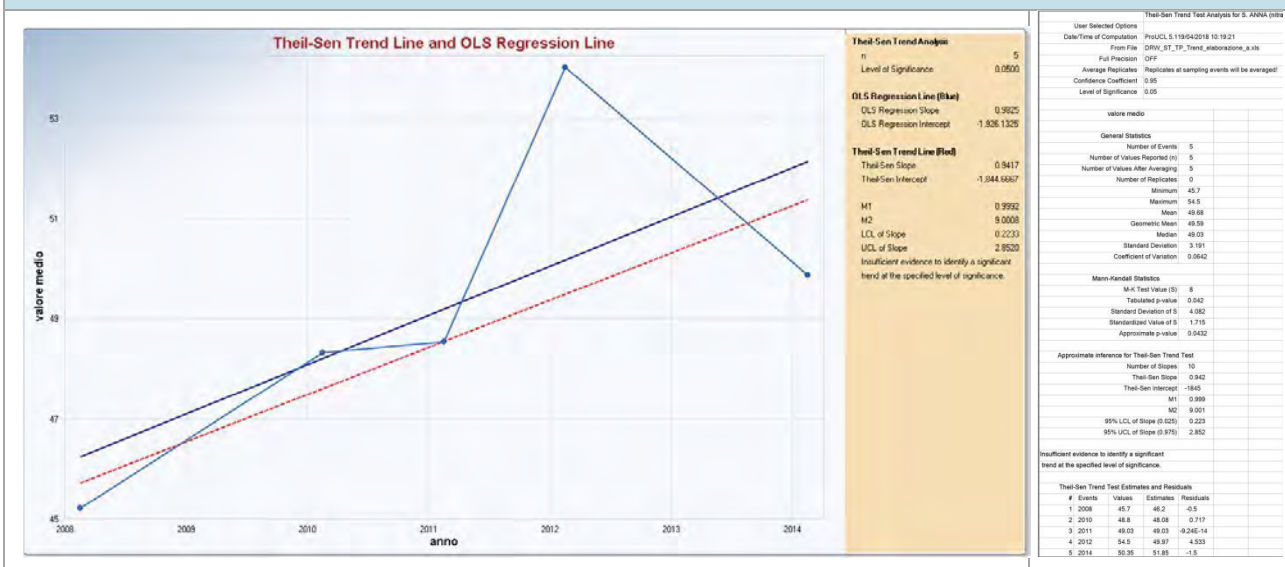 Theil-Sen Trend Line and OLS Regression Line
valore medio
53
51
49
47
45
2008
2009
2010
2011
2012
2013
2014
anno
Theil-Sen Trend Analysis
n 5
Level of Significance 0.0500
OLS Regression Line (Blue)
OLS Regression Slope 0.9825
OLS Regression Intercept -1,926.1325
Theil-Sen Trend Line (Red)
Theil-Sen Slope 0.9417
Theil-Sen Intercept -1,844.6667
M1 0.9992
M2 9.0008
LCL of Slope 0.2233
UCL of Slope 2.8520
Insufficient evidence to identify a significant
trend at the specified level of significance.
Theil-Sen Trend Test Analysis for S. ANNA (nitra
User Selected Options
Date/Time of Computation ProUCL 5.119/04/2018 10:19:21
From File DRW_ST_TP_Trend_elaborazione_a.xls
Full Precision OFF
Average Replicates Replicates at sampling events will be averaged!
Confidence Coefficient 0.95
Level of Significance 0.05
valore medio
General Statistics
Number of Events 5
Number of Values Reported (n) 5
Number of Values After Averaging 5
Number of Replicates 0
Minimum 45.7
Maximum 54.5
Mean 49.68
Geometric Mean 49.59
Median 49.03
Standard Deviation 3.191
Coefficient of Variation 0.0642
Mann-Kendall Statistics
M-K Test Value (S) 8
Tabulated p-value 0.042
Standard Deviation of S 4.082
Standardized Value of S 1.715
Approximate p-value 0.0432
Approximate inference for Theil-Sen Trend Test
Number of Slopes 10
Theil-Sen Slope 0.942
Theil-Sen Intercept -1845
M1 0.999
M2 9.001
95% LCL of Slope (0.025) 0.223
95% UCL of Slope (0.975) 2.852
Insufficient evidence to identify a significant
trend at the specified level of significance.
Theil-Sen Trend Test Estimates and Residuals
# Events Values Estimates Residuals
1 2008 45.7 46.2 -0.5
2 2010 48.8 48.08 0.717
3 2011 49.03 49.03 -9.24E-14
4 2012 54.5 49.97 4.533
5 2014 50.35 51.85 -1.5